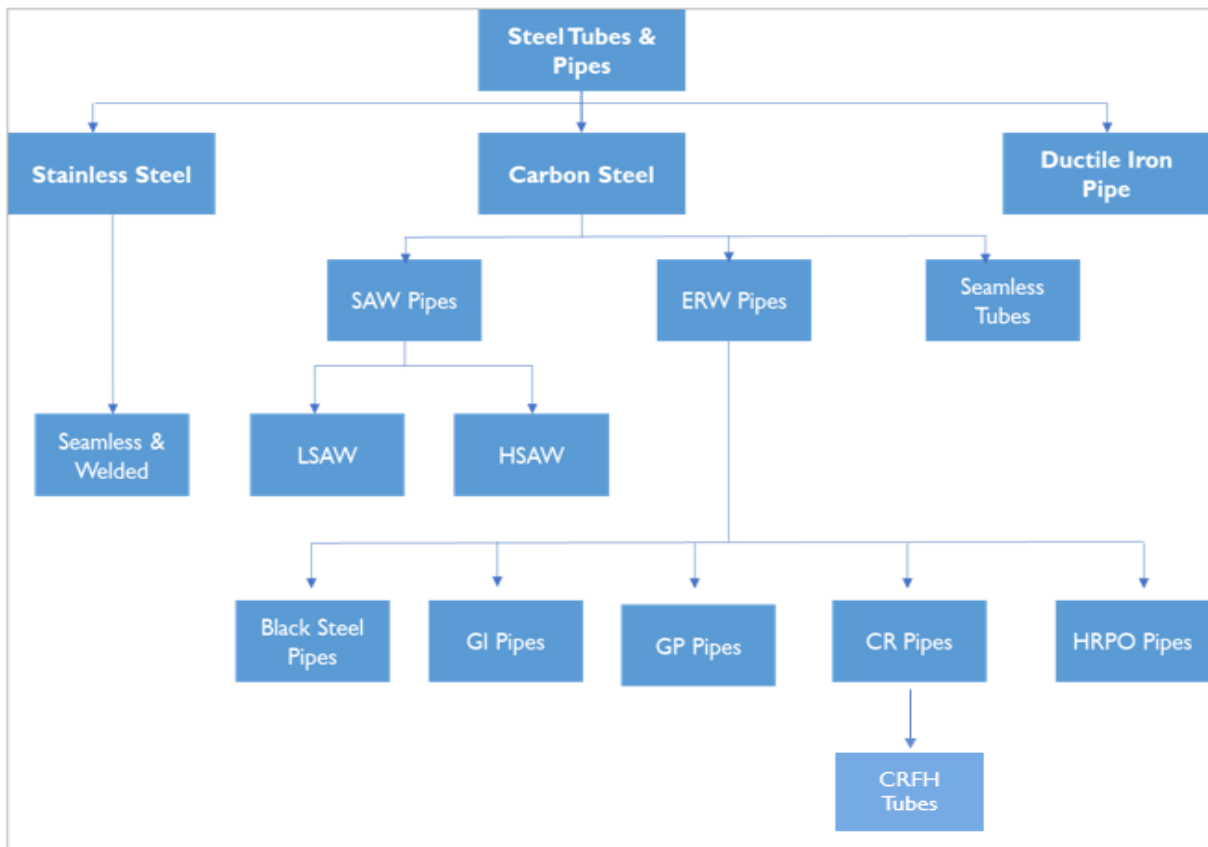 Steel Tubes &
Pipes
Stainless Steel
Carbon Steel
Ductile Iron
Pipe
SAW Pipes
ERW Pipes
Seamless
Tubes
Seamless &
Welded
LSAW
HSAW
Black Steel
Pipes
GI Pipes
GP Pipes
CR Pipes
HRPO Pipes
CRFH
Tubes